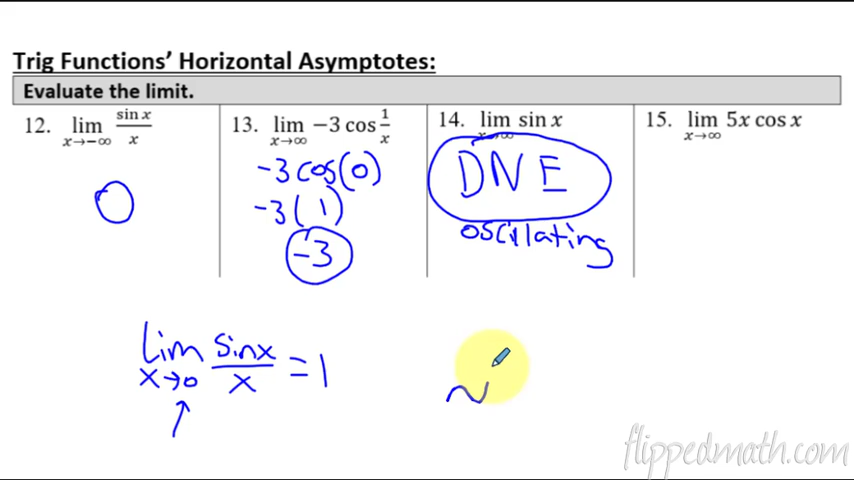 Trig Functions' Horizontal Asymptotes:
Evaluate the limit.
12. lim x→−∞ sin x / x
0
13. lim x→∞ −3 cos 1/x
-3 cos(0)
-3(1)
-3
14. lim x→∞ sin x
DNE
oscillating
15. lim x→∞ 5x cos x
lim x→0 sinx/x = 1
flippedmath.com